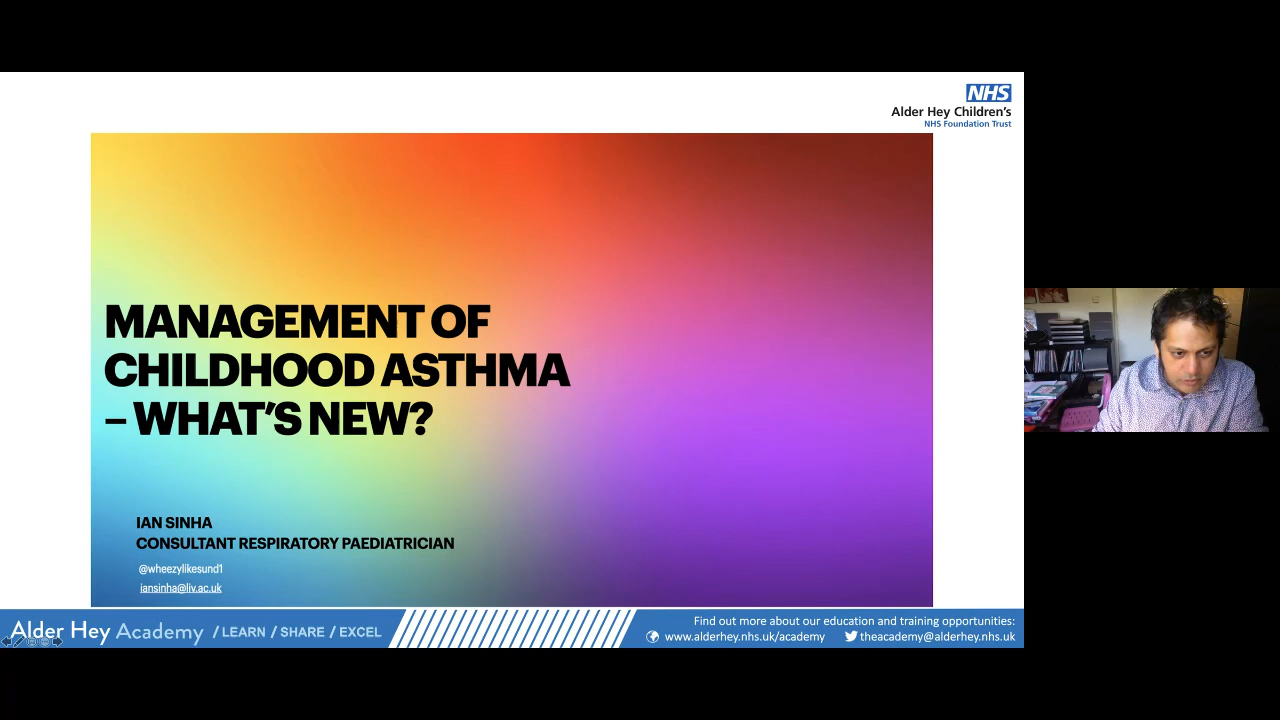 NHS
Alder Hey Children's
NHS Foundation Trust
MANAGEMENT OF
CHILDHOOD ASTHMA
– WHAT'S NEW?
IAN SINHA
CONSULTANT RESPIRATORY PAEDIATRICIAN
@wheezylikesund1
iansinha@liv.ac.uk
Alder Hey Academy / LEARN / SHARE / EXCEL
Find out more about our education and training opportunities:
www.alderhey.nhs.uk/academy theacademy@alderhey.nhs.uk